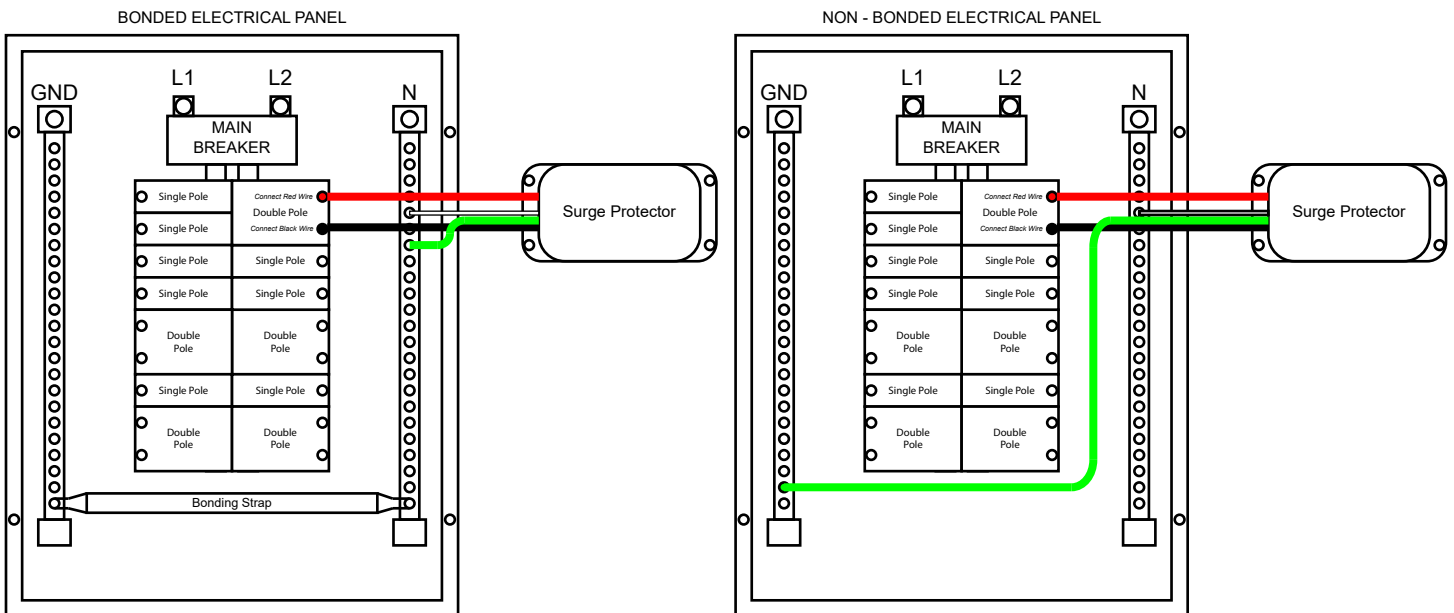 BONDED ELECTRICAL PANEL
L1
L2
GND
N
MAIN
BREAKER
Single Pole
Connect Red Wire
Double Pole
Single Pole
Connect Black Wire
Surge Protector
Single Pole
Single Pole
Single Pole
Single Pole
Double
Pole
Double
Pole
Single Pole
Single Pole
Double
Pole
Double
Pole
Bonding Strap
NON - BONDED ELECTRICAL PANEL
L1
L2
GND
N
MAIN
BREAKER
Single Pole
Connect Red Wire
Double Pole
Single Pole
Connect Black Wire
Surge Protector
Single Pole
Single Pole
Single Pole
Single Pole
Double
Pole
Double
Pole
Single Pole
Single Pole
Double
Pole
Double
Pole